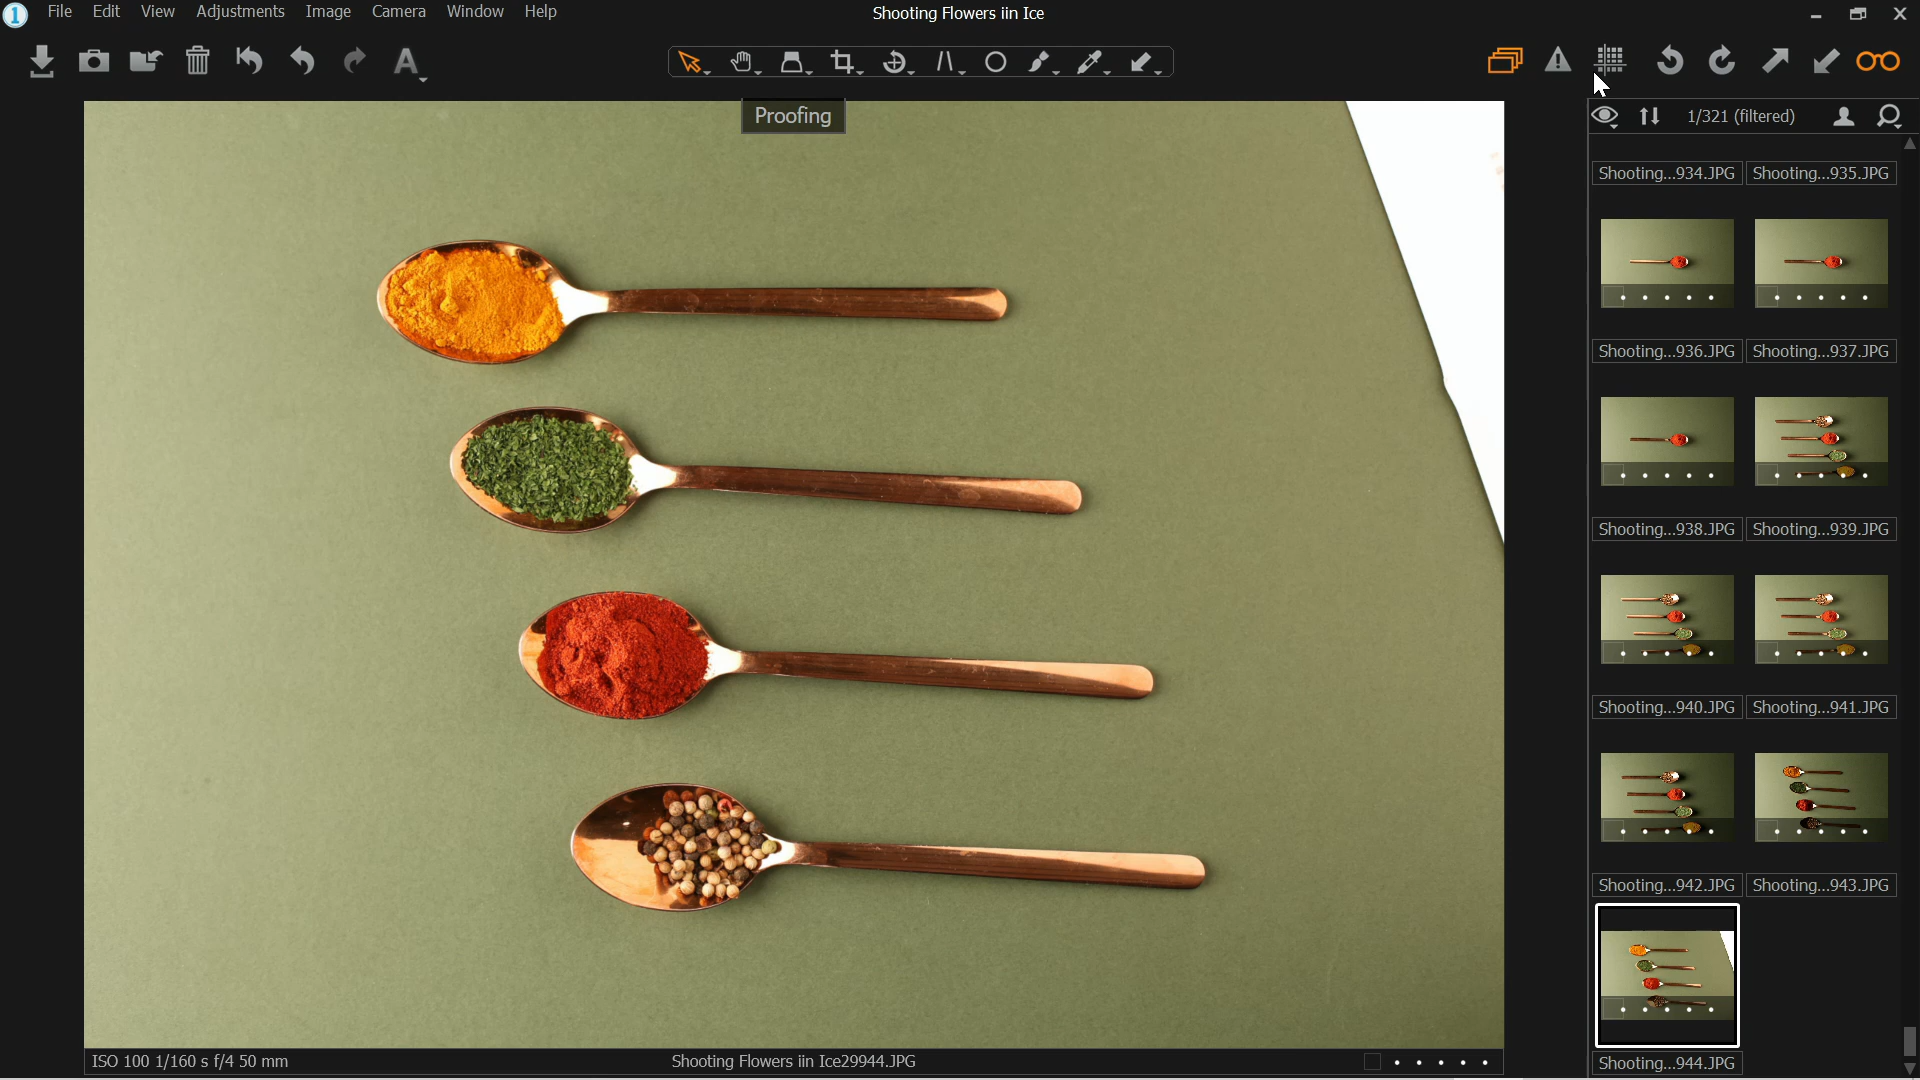 File Edit View Adjustments Image Camera Window Help
Shooting Flowers iin Ice
A
Proofing
1/321 (filtered)
Shooting...934.JPG Shooting...935.JPG
Shooting...936.JPG Shooting...937.JPG
Shooting...938.JPG Shooting...939.JPG
Shooting...940.JPG Shooting...941.JPG
Shooting...942.JPG Shooting...943.JPG
Shooting...944.JPG
ISO 100 1/160 s f/4 50 mm
Shooting Flowers iin Ice29944.JPG